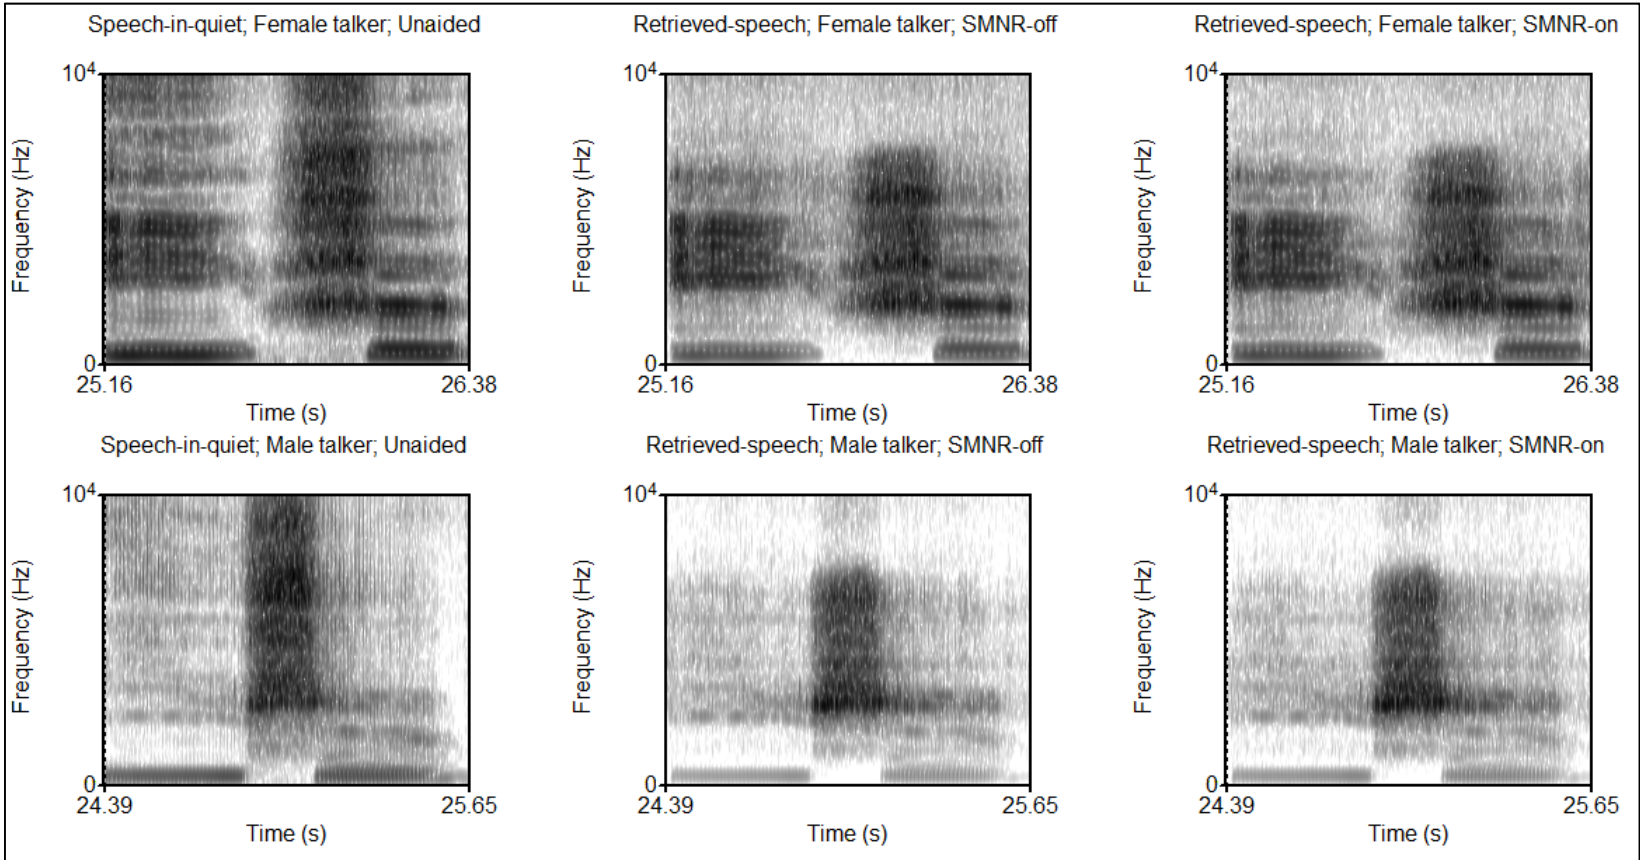 Speech-in-quiet; Female talker; Unaided
Retrieved-speech; Female talker; SMNR-off
Retrieved-speech; Female talker; SMNR-on
10⁴
Frequency (Hz)
0
25.16
26.38
Time (s)
10⁴
Frequency (Hz)
0
25.16
26.38
Time (s)
10⁴
Frequency (Hz)
0
25.16
26.38
Time (s)
Speech-in-quiet; Male talker; Unaided
Retrieved-speech; Male talker; SMNR-off
Retrieved-speech; Male talker; SMNR-on
10⁴
Frequency (Hz)
0
24.39
25.65
Time (s)
10⁴
Frequency (Hz)
0
24.39
25.65
Time (s)
10⁴
Frequency (Hz)
0
24.39
25.65
Time (s)